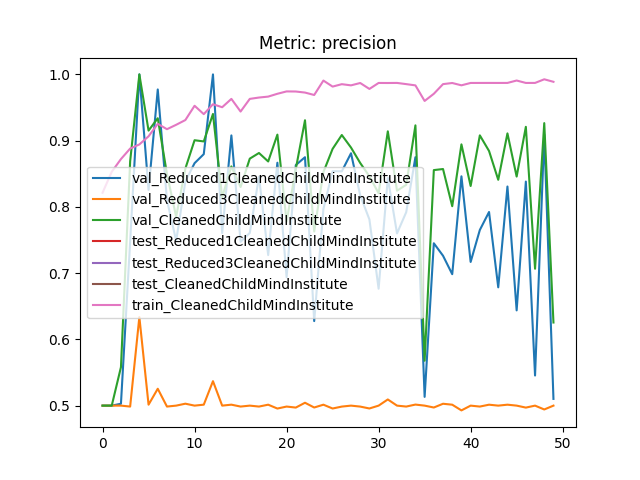 Metric: precision
1.0
0.9
0.8
0.7
0.6
0.5
val_Reduced1CleanedChildMindInstitute
val_Reduced3CleanedChildMindInstitute
val_CleanedChildMindInstitute
test_Reduced1CleanedChildMindInstitute
test_Reduced3CleanedChildMindInstitute
test_CleanedChildMindInstitute
train_CleanedChildMindInstitute
0 10 20 30 40 50